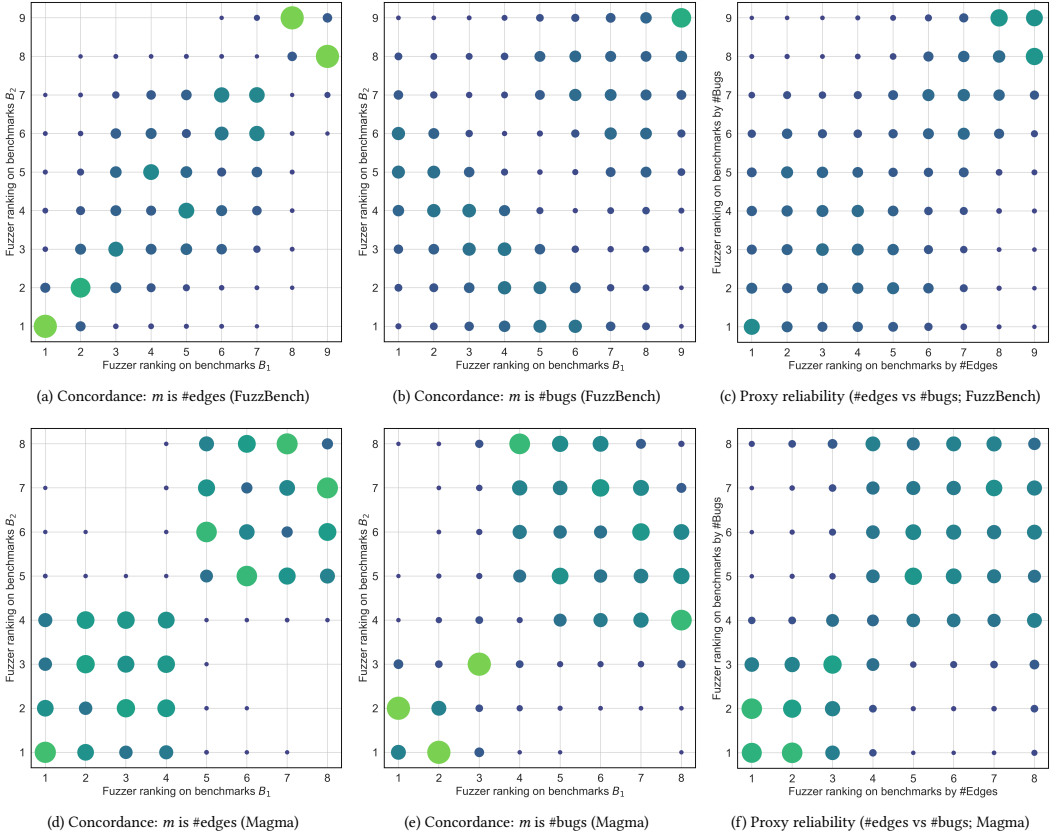 9
8
7
6
5
4
3
2
1
Fuzzer ranking on benchmarks B₂
1 2 3 4 5 6 7 8 9
Fuzzer ranking on benchmarks B₁
(a) Concordance: m is #edges (FuzzBench)
9
8
7
6
5
4
3
2
1
Fuzzer ranking on benchmarks B₂
1 2 3 4 5 6 7 8 9
Fuzzer ranking on benchmarks B₁
(b) Concordance: m is #bugs (FuzzBench)
9
8
7
6
5
4
3
2
1
Fuzzer ranking on benchmarks by #Bugs
1 2 3 4 5 6 7 8 9
Fuzzer ranking on benchmarks by #Edges
(c) Proxy reliability (#edges vs #bugs; FuzzBench)
8
7
6
5
4
3
2
1
Fuzzer ranking on benchmarks B₂
1 2 3 4 5 6 7 8
Fuzzer ranking on benchmarks B₁
(d) Concordance: m is #edges (Magma)
8
7
6
5
4
3
2
1
Fuzzer ranking on benchmarks B₂
1 2 3 4 5 6 7 8
Fuzzer ranking on benchmarks B₁
(e) Concordance: m is #bugs (Magma)
8
7
6
5
4
3
2
1
Fuzzer ranking on benchmarks by #Bugs
1 2 3 4 5 6 7 8
Fuzzer ranking on benchmarks by #Edges
(f) Proxy reliability (#edges vs #bugs; Magma)